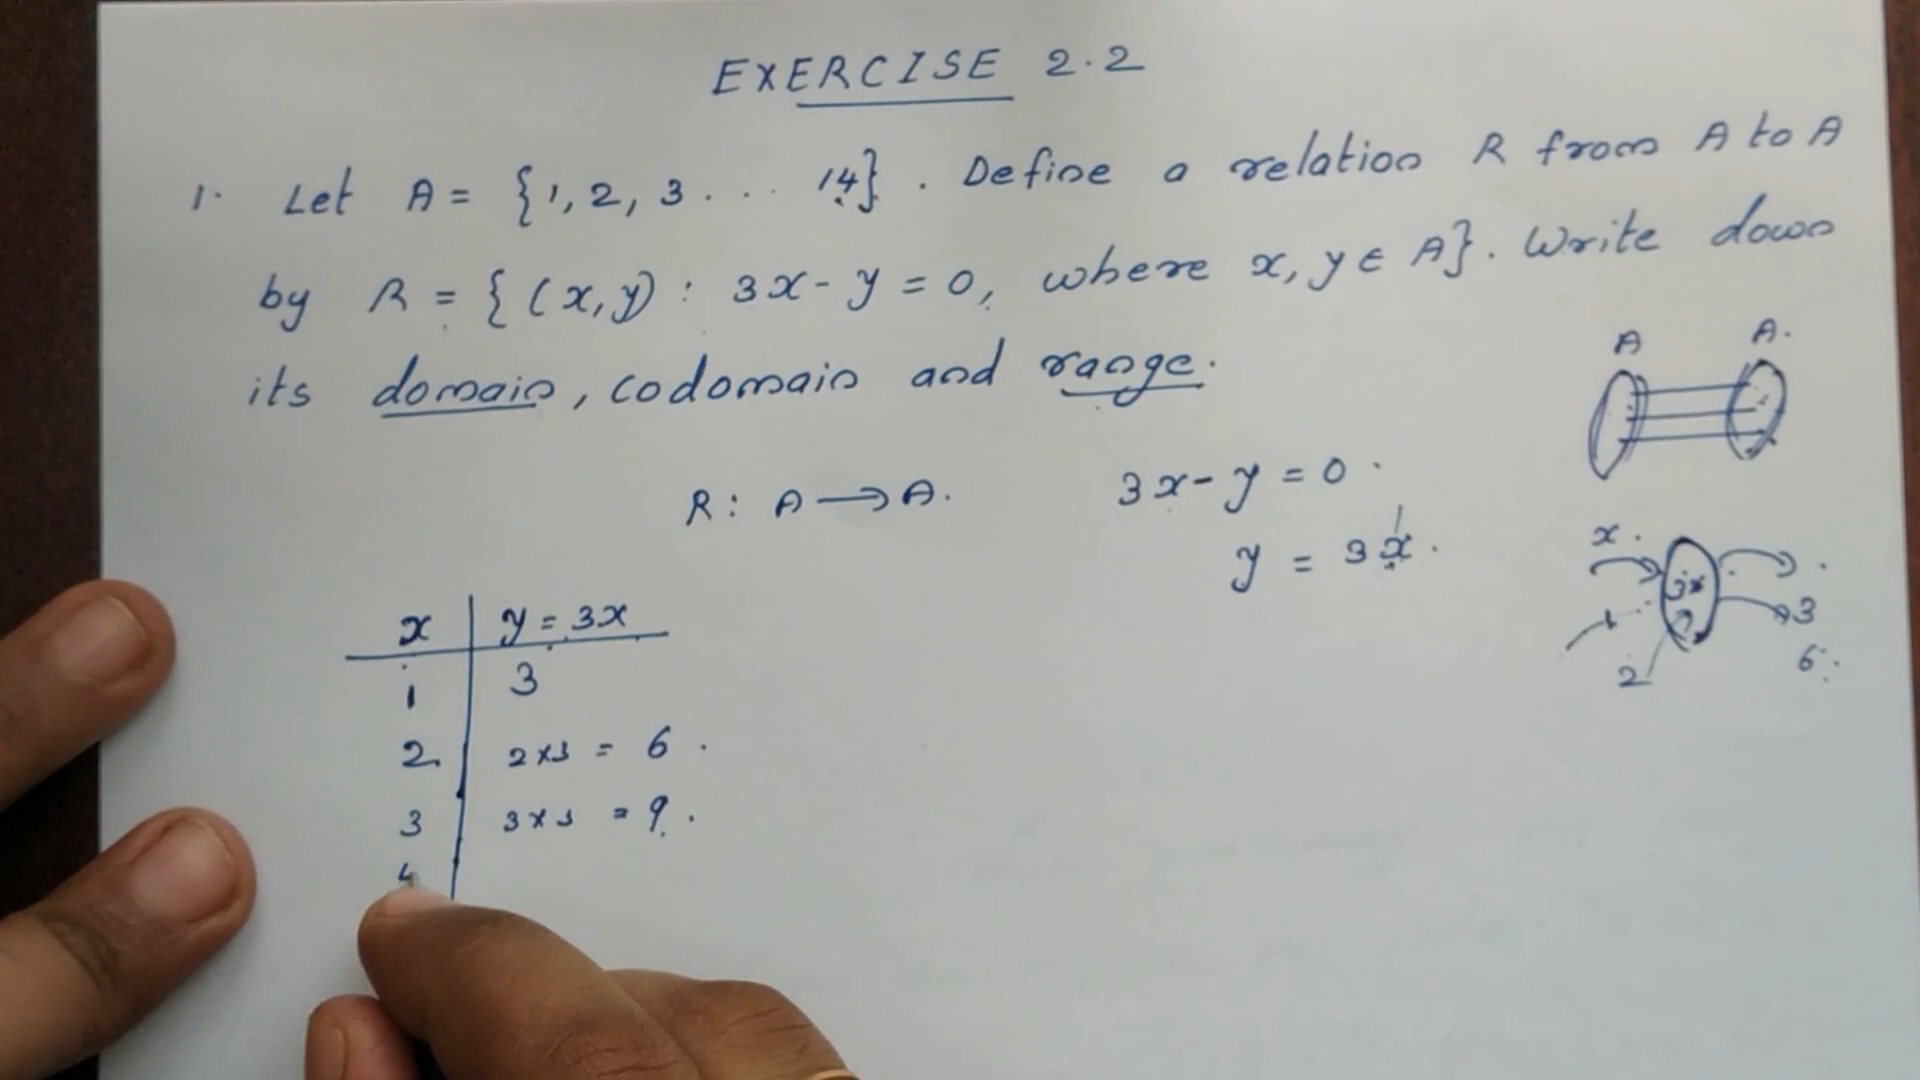 EXERCISE 2.2
1. Let A = {1, 2, 3 ... 14}. Define a relation R from A to A
by R = {(x, y) : 3x - y = 0, where x, y ∈ A}. Write down
its domain, codomain and range.
A A.
R : A → A.
3x - y = 0.
y = 3x.
1
x y = 3x
1 3
2 2 x 3 = 6.
3 3 x 3 = 9.
4
x.
3x
3
2
6.